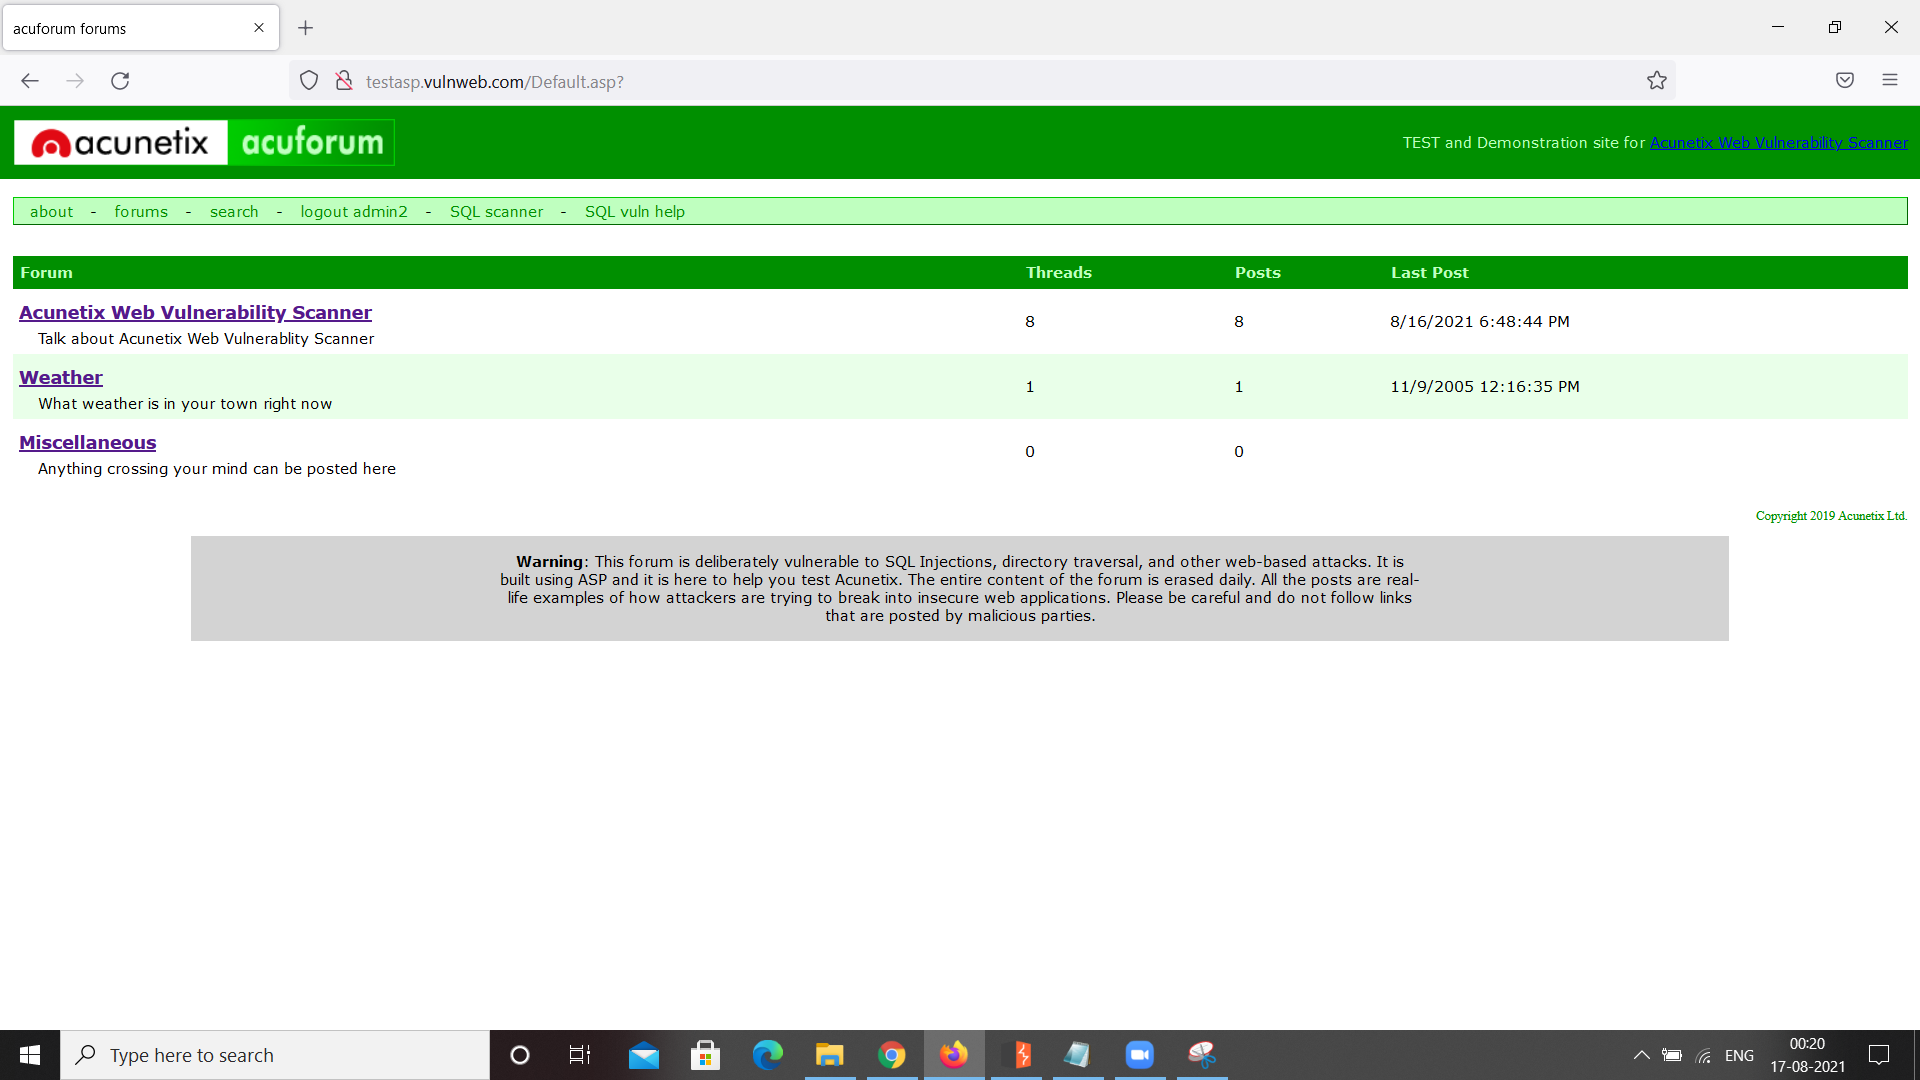 acuforum forums
testasp.vulnweb.com/Default.asp?
acunetix acuforum
TEST and Demonstration site for Acunetix Web Vulnerability Scanner
about - forums - search - logout admin2 - SQL scanner - SQL vuln help
Forum Threads Posts Last Post
Acunetix Web Vulnerability Scanner
Talk about Acunetix Web Vulnerablity Scanner
8 8 8/16/2021 6:48:44 PM
Weather
What weather is in your town right now
1 1 11/9/2005 12:16:35 PM
Miscellaneous
Anything crossing your mind can be posted here
0 0
Copyright 2019 Acunetix Ltd.
Warning: This forum is deliberately vulnerable to SQL Injections, directory traversal, and other web-based attacks. It is
built using ASP and it is here to help you test Acunetix. The entire content of the forum is erased daily. All the posts are real-
life examples of how attackers are trying to break into insecure web applications. Please be careful and do not follow links
that are posted by malicious parties.
Type here to search
ENG
00:20
17-08-2021